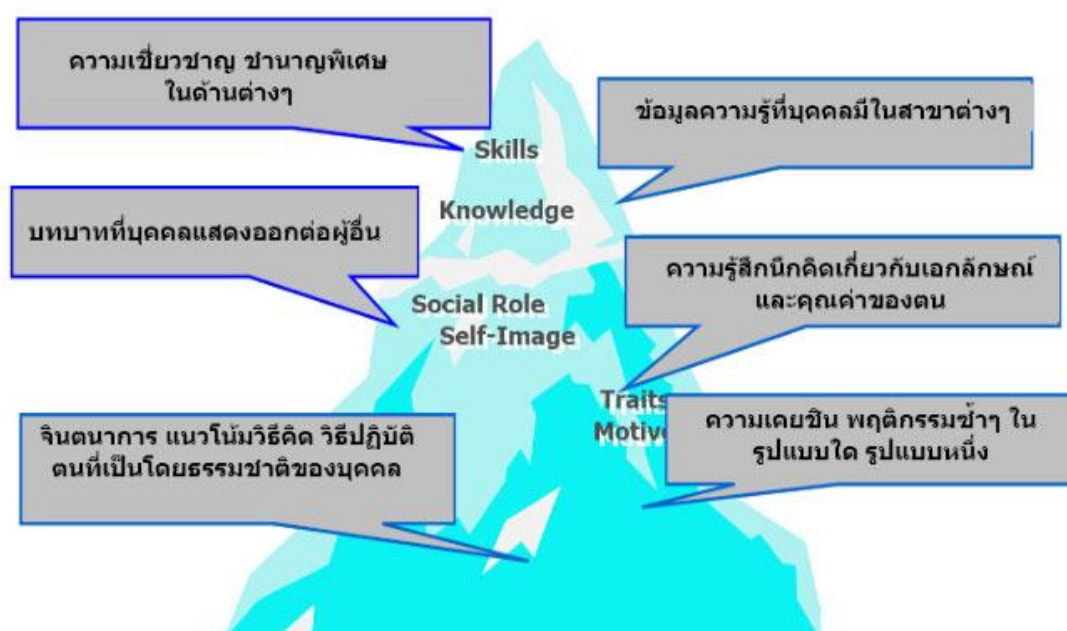 ความเชี่ยวชาญ ชำนาญพิเศษ
ในด้านต่างๆ
ข้อมูลความรู้ที่บุคคลมีในสาขาต่างๆ
Skills
Knowledge
บทบาทที่บุคคลแสดงออกต่อผู้อื่น
ความรู้สึกนึกคิดเกี่ยวกับเอกลักษณ์
และคุณค่าของตน
Social Role
Self-Image
Traits
จินตนาการ แนวโน้มวิธีคิด วิธีปฏิบัติ
ตนที่เป็นโดยธรรมชาติของบุคคล
ความเคยชิน พฤติกรรมซ้ำๆ ใน
รูปแบบใด รูปแบบหนึ่ง